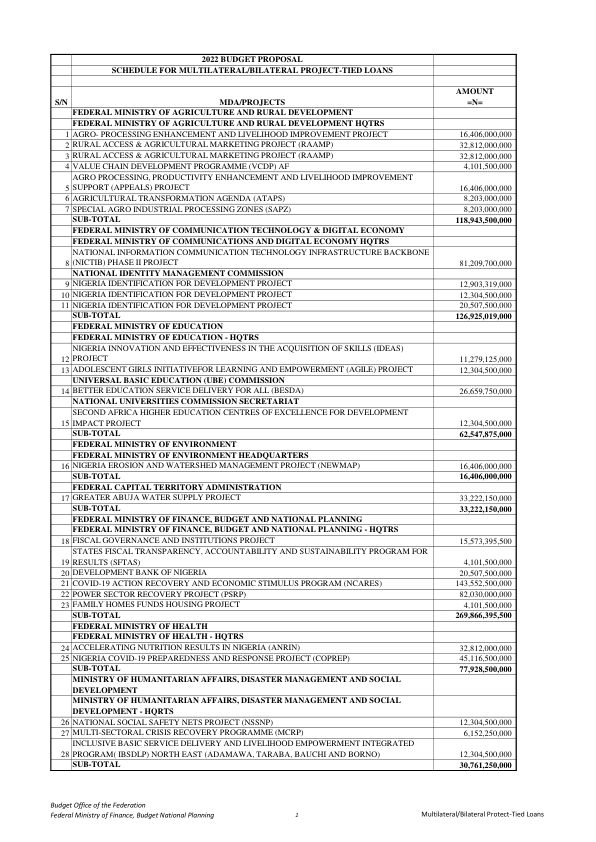 2022 BUDGET PROPOSAL
SCHEDULE FOR MULTILATERAL/BILATERAL PROJECT-TIED LOANS
AMOUNT
S/N MDA/PROJECTS =N=
FEDERAL MINISTRY OF AGRICULTURE AND RURAL DEVELOPMENT
FEDERAL MINISTRY OF AGRICULTURE AND RURAL DEVELOPMENT HQTRS
1 AGRO- PROCESSING ENHANCEMENT AND LIVELIHOOD IMPROVEMENT PROJECT 16,406,000,000
2 RURAL ACCESS & AGRICULTURAL MARKETING PROJECT (RAAMP) 32,812,000,000
3 RURAL ACCESS & AGRICULTURAL MARKETING PROJECT (RAAMP) 32,812,000,000
4 VALUE CHAIN DEVELOPMENT PROGRAMME (VCDP) AF 4,101,500,000
AGRO PROCESSING, PRODUCTIVITY ENHANCEMENT AND LIVELIHOOD IMPROVEMENT
5 SUPPORT (APPEALS) PROJECT 16,406,000,000
6 AGRICULTURAL TRANSFORMATION AGENDA (ATAPS) 8,203,000,000
7 SPECIAL AGRO INDUSTRIAL PROCESSING ZONES (SAPZ) 8,203,000,000
SUB-TOTAL 118,943,500,000
FEDERAL MINISTRY OF COMMUNICATION TECHNOLOGY & DIGITAL ECONOMY
FEDERAL MINISTRY OF COMMUNICATIONS AND DIGITAL ECONOMY HQTRS
NATIONAL INFORMATION COMMUNICATION TECHNOLOGY INFRASTRUCTURE BACKBONE
8 (NICTIB) PHASE II PROJECT 81,209,700,000
NATIONAL IDENTITY MANAGEMENT COMMISSION
9 NIGERIA IDENTIFICATION FOR DEVELOPMENT PROJECT 12,903,319,000
10 NIGERIA IDENTIFICATION FOR DEVELOPMENT PROJECT 12,304,500,000
11 NIGERIA IDENTIFICATION FOR DEVELOPMENT PROJECT 20,507,500,000
SUB-TOTAL 126,925,019,000
FEDERAL MINISTRY OF EDUCATION
FEDERAL MINISTRY OF EDUCATION - HQTRS
NIGERIA INNOVATION AND EFFECTIVENESS IN THE ACQUISITION OF SKILLS (IDEAS)
12 PROJECT 11,279,125,000
13 ADOLESCENT GIRLS INITIATIVEFOR LEARNING AND EMPOWERMENT (AGILE) PROJECT 12,304,500,000
UNIVERSAL BASIC EDUCATION (UBE) COMMISSION
14 BETTER EDUCATION SERVICE DELIVERY FOR ALL (BESDA) 26,659,750,000
NATIONAL UNIVERSITIES COMMISSION SECRETARIAT
SECOND AFRICA HIGHER EDUCATION CENTRES OF EXCELLENCE FOR DEVELOPMENT
15 IMPACT PROJECT 12,304,500,000
SUB-TOTAL 62,547,875,000
FEDERAL MINISTRY OF ENVIRONMENT
FEDERAL MINISTRY OF ENVIRONMENT HEADQUARTERS
16 NIGERIA EROSION AND WATERSHED MANAGEMENT PROJECT (NEWMAP) 16,406,000,000
SUB-TOTAL 16,406,000,000
FEDERAL CAPITAL TERRITORY ADMINISTRATION
17 GREATER ABUJA WATER SUPPLY PROJECT 33,222,150,000
SUB-TOTAL 33,222,150,000
FEDERAL MINISTRY OF FINANCE, BUDGET AND NATIONAL PLANNING
FEDERAL MINISTRY OF FINANCE, BUDGET AND NATIONAL PLANNING - HQTRS
18 FISCAL GOVERNANCE AND INSTITUTIONS PROJECT 15,573,395,500
STATES FISCAL TRANSPARENCY, ACCOUNTABILITY AND SUSTAINABILITY PROGRAM FOR
19 RESULTS (SFTAS) 4,101,500,000
20 DEVELOPMENT BANK OF NIGERIA 20,507,500,000
21 COVID-19 ACTION RECOVERY AND ECONOMIC STIMULUS PROGRAM (NCARES) 143,552,500,000
22 POWER SECTOR RECOVERY PROJECT (PSRP) 82,030,000,000
23 FAMILY HOMES FUNDS HOUSING PROJECT 4,101,500,000
SUB-TOTAL 269,866,395,500
FEDERAL MINISTRY OF HEALTH
FEDERAL MINISTRY OF HEALTH - HQTRS
24 ACCELERATING NUTRITION RESULTS IN NIGERIA (ANRIN) 32,812,000,000
25 NIGERIA COVID-19 PREPAREDNESS AND RESPONSE PROJECT (COPREP) 45,116,500,000
SUB-TOTAL 77,928,500,000
MINISTRY OF HUMANITARIAN AFFAIRS, DISASTER MANAGEMENT AND SOCIAL
DEVELOPMENT
MINISTRY OF HUMANITARIAN AFFAIRS, DISASTER MANAGEMENT AND SOCIAL
DEVELOPMENT - HQRTS
26 NATIONAL SOCIAL SAFETY NETS PROJECT (NSSNP) 12,304,500,000
27 MULTI-SECTORAL CRISIS RECOVERY PROGRAMME (MCRP) 6,152,250,000
INCLUSIVE BASIC SERVICE DELIVERY AND LIVELIHOOD EMPOWERMENT INTEGRATED
28 PROGRAM( IBSDLP) NORTH EAST (ADAMAWA, TARABA, BAUCHI AND BORNO) 12,304,500,000
SUB-TOTAL 30,761,250,000
Budget Office of the Federation
Federal Ministry of Finance, Budget National Planning 1 Multilateral/Bilateral Protect-Tied Loans